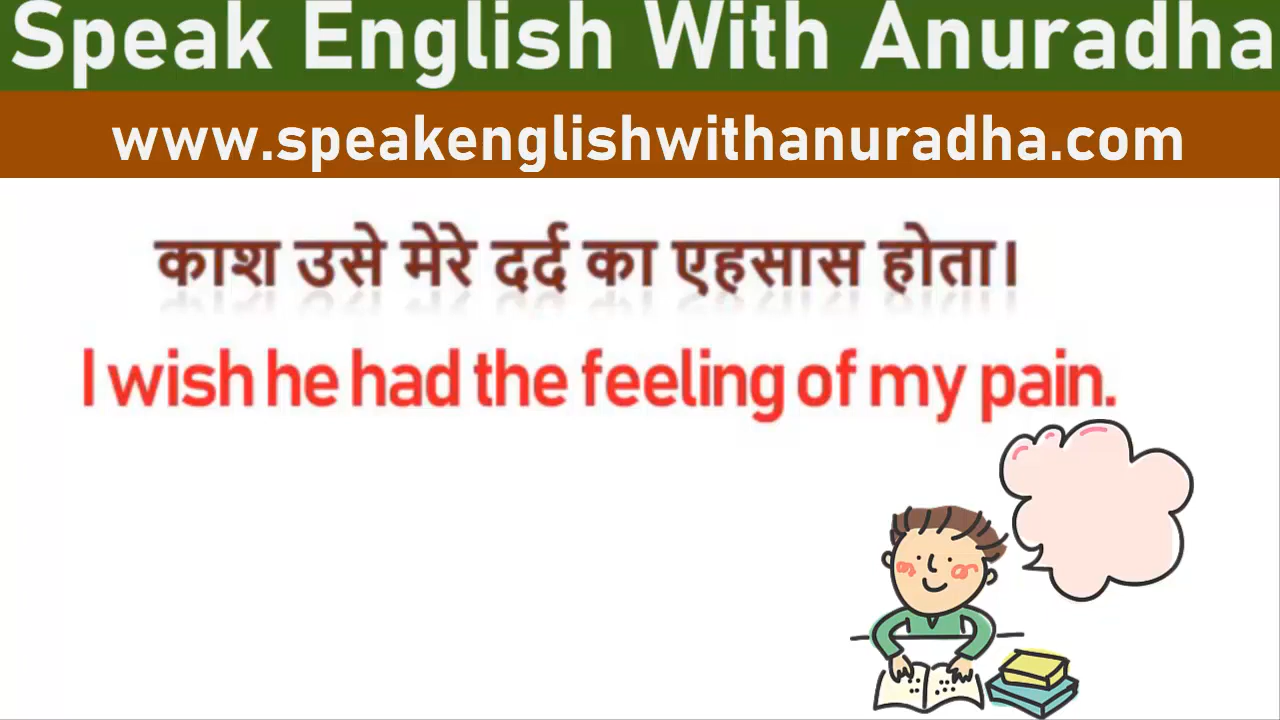 Speak English With Anuradha
www.speakenglishwithanuradha.com
काश उसे मेरे दर्द का एहसास होता।
I wish he had the feeling of my pain.